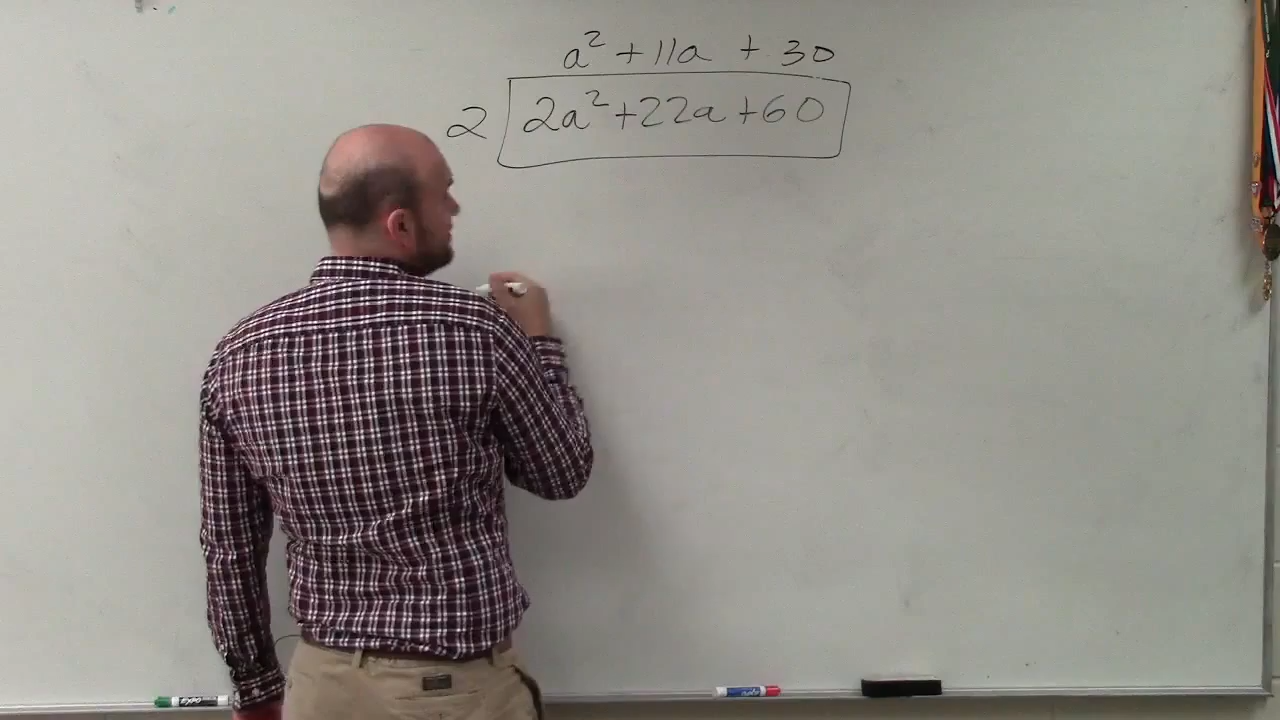 a² + 11a + 30
2 2a² + 22a + 60